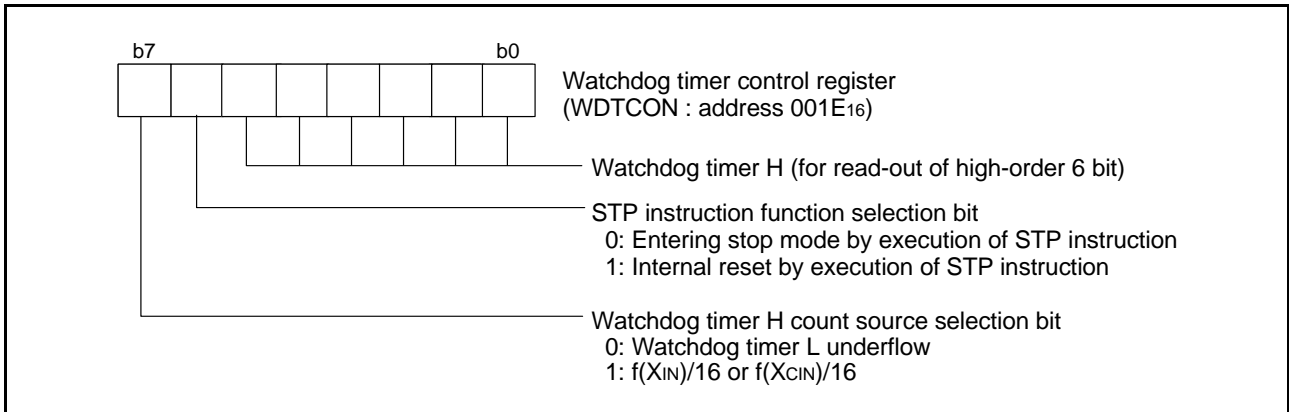 b7 b0
Watchdog timer control register
(WDTCON : address 001E16)
Watchdog timer H (for read-out of high-order 6 bit)
STP instruction function selection bit
0: Entering stop mode by execution of STP instruction
1: Internal reset by execution of STP instruction
Watchdog timer H count source selection bit
0: Watchdog timer L underflow
1: f(XIN)/16 or f(XCIN)/16